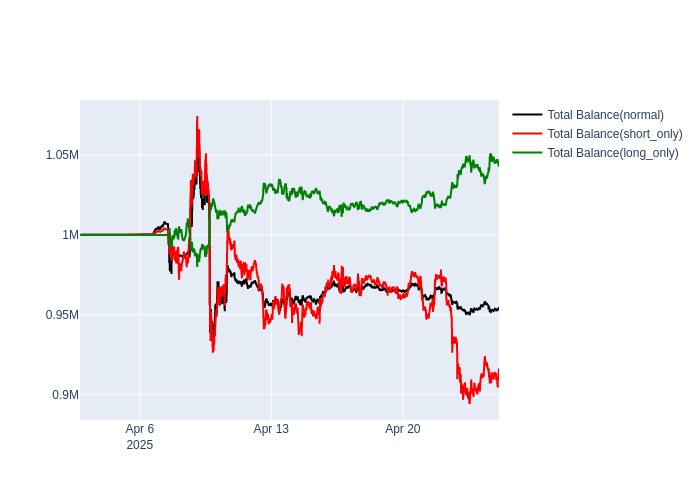 Total Balance(normal)
Total Balance(short_only)
Total Balance(long_only)
1.05M
1M
0.95M
0.9M
Apr 6
2025
Apr 13
Apr 20